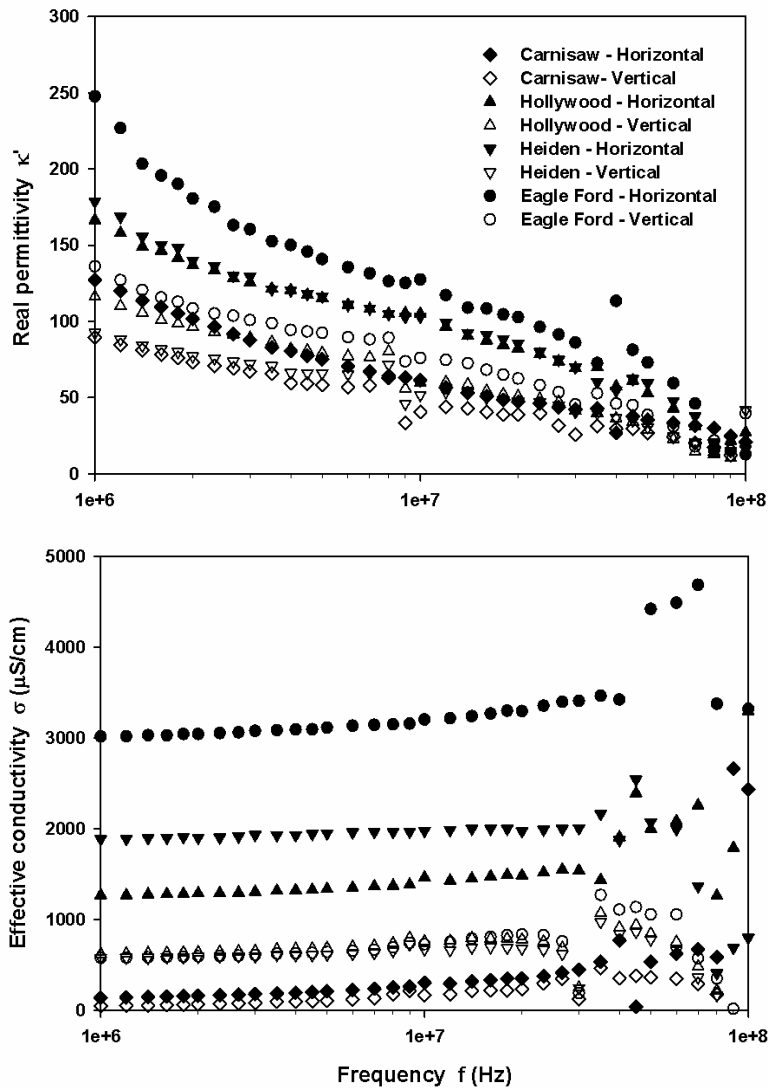 300
250
200
150
100
50
0
Real permittivity κ'
Carnisaw - Horizontal
Carnisaw- Vertical
Hollywood - Horizontal
Hollywood - Vertical
Heiden - Horizontal
Heiden - Vertical
Eagle Ford - Horizontal
Eagle Ford - Vertical
1e+6 1e+7 1e+8
5000
4000
3000
2000
1000
0
Effective conductivity σ (μS/cm)
1e+6 1e+7 1e+8
Frequency f (Hz)